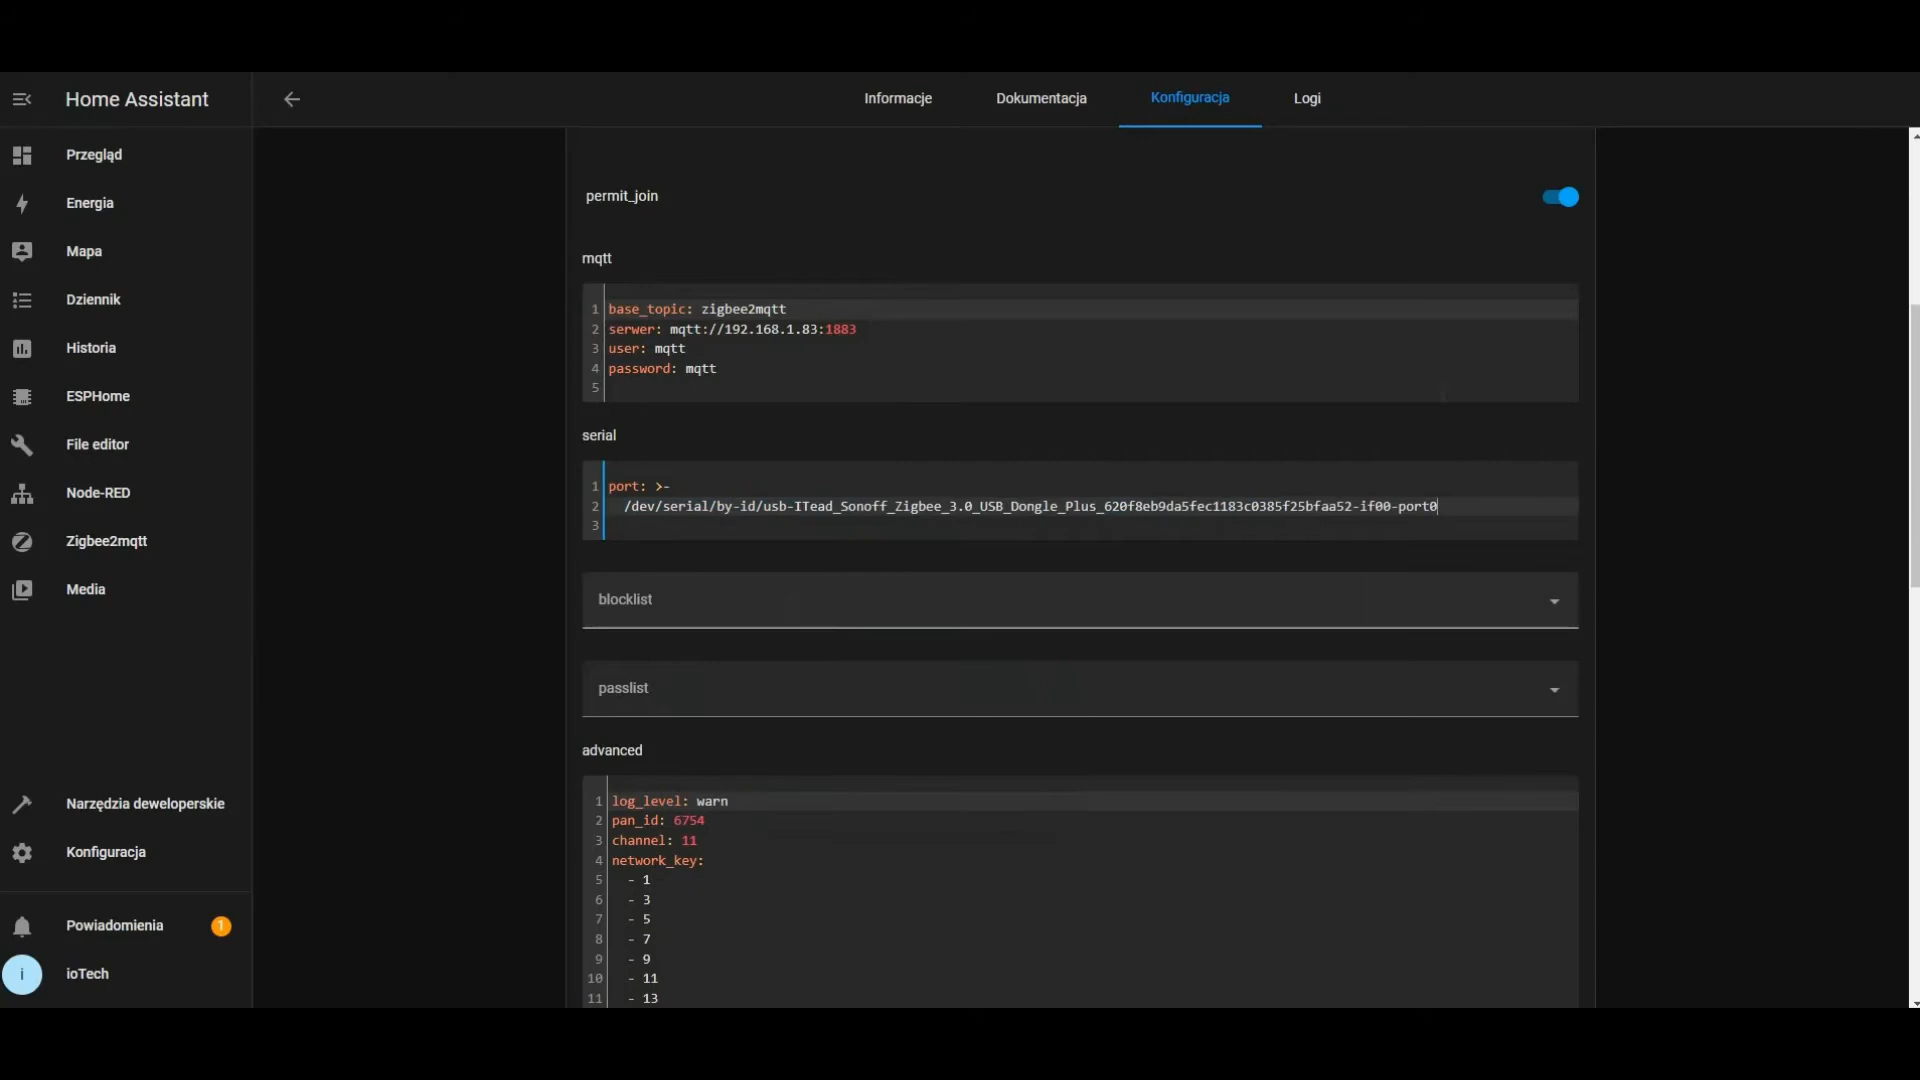 Home Assistant
Informacje
Dokumentacja
Konfiguracja
Logi
Przegląd
Energia
Mapa
Dziennik
Historia
ESPHome
File editor
Node-RED
Zigbee2mqtt
Media
Narzędzia deweloperskie
Konfiguracja
Powiadomienia 1
i ioTech
permit_join
mqtt
1 base_topic: zigbee2mqtt
2 serwer: mqtt://192.168.1.83:1883
3 user: mqtt
4 password: mqtt
5
serial
1 port: >-
2 /dev/serial/by-id/usb-ITead_Sonoff_Zigbee_3.0_USB_Dongle_Plus_620f8eb9da5fec1183c0385f25bfaa52-if00-port0
3
blocklist
passlist
advanced
1 log_level: warn
2 pan_id: 6754
3 channel: 11
4 network_key:
5 - 1
6 - 3
7 - 5
8 - 7
9 - 9
10 - 11
11 - 13